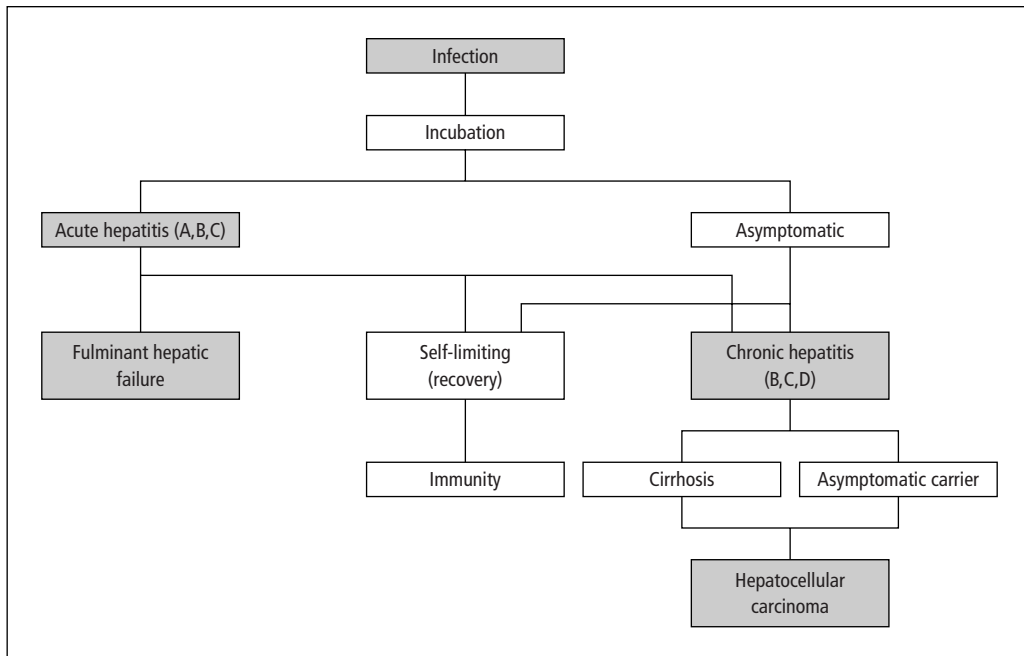 Infection
Incubation
Acute hepatitis (A,B,C)
Asymptomatic
Fulminant hepatic
failure
Self-limiting
(recovery)
Chronic hepatitis
(B,C,D)
Immunity
Cirrhosis
Asymptomatic carrier
Hepatocellular
carcinoma